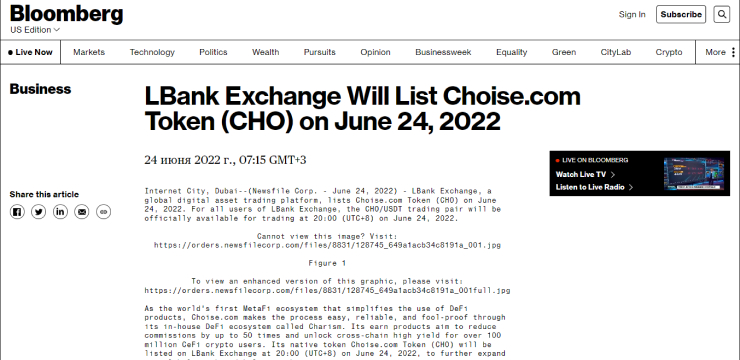 Bloomberg
US Edition
Sign In
Subscribe
Live Now
Markets
Technology
Politics
Wealth
Pursuits
Opinion
Businessweek
Equality
Green
CityLab
Crypto
More
Business
LBank Exchange Will List Choise.com
Token (CHO) on June 24, 2022
24 июня 2022 г., 07:15 GMT+3
LIVE ON BLOOMBERG
Watch Live TV
Listen to Live Radio
Share this article
Internet City, Dubai--(Newsfile Corp. - June 24, 2022) - LBank Exchange, a
global digital asset trading platform, lists Choise.com Token (CHO) on June
24, 2022. For all users of LBank Exchange, the CHO/USDT trading pair will be
officially available for trading at 20:00 (UTC+8) on June 24, 2022.
Cannot view this image? Visit:
https://orders.newsfilecorp.com/files/8831/128745_649a1acb34c8191a_001.jpg
Figure 1
To view an enhanced version of this graphic, please visit:
https://orders.newsfilecorp.com/files/8831/128745_649a1acb34c8191a_001full.jpg
As the world's first MetaFi ecosystem that simplifies the use of DeFi
products, Choise.com makes the process easy, reliable, and fool-proof through
its in-house DeFi ecosystem called Charism. Its earn products aim to reduce
commissions by up to 50 times and unlock cross-chain high yield for over 100
million CeFi crypto users. Its native token Choise.com Token (CHO) will be
listed on LBank Exchange at 20:00 (UTC+8) on June 24, 2022, to further expand